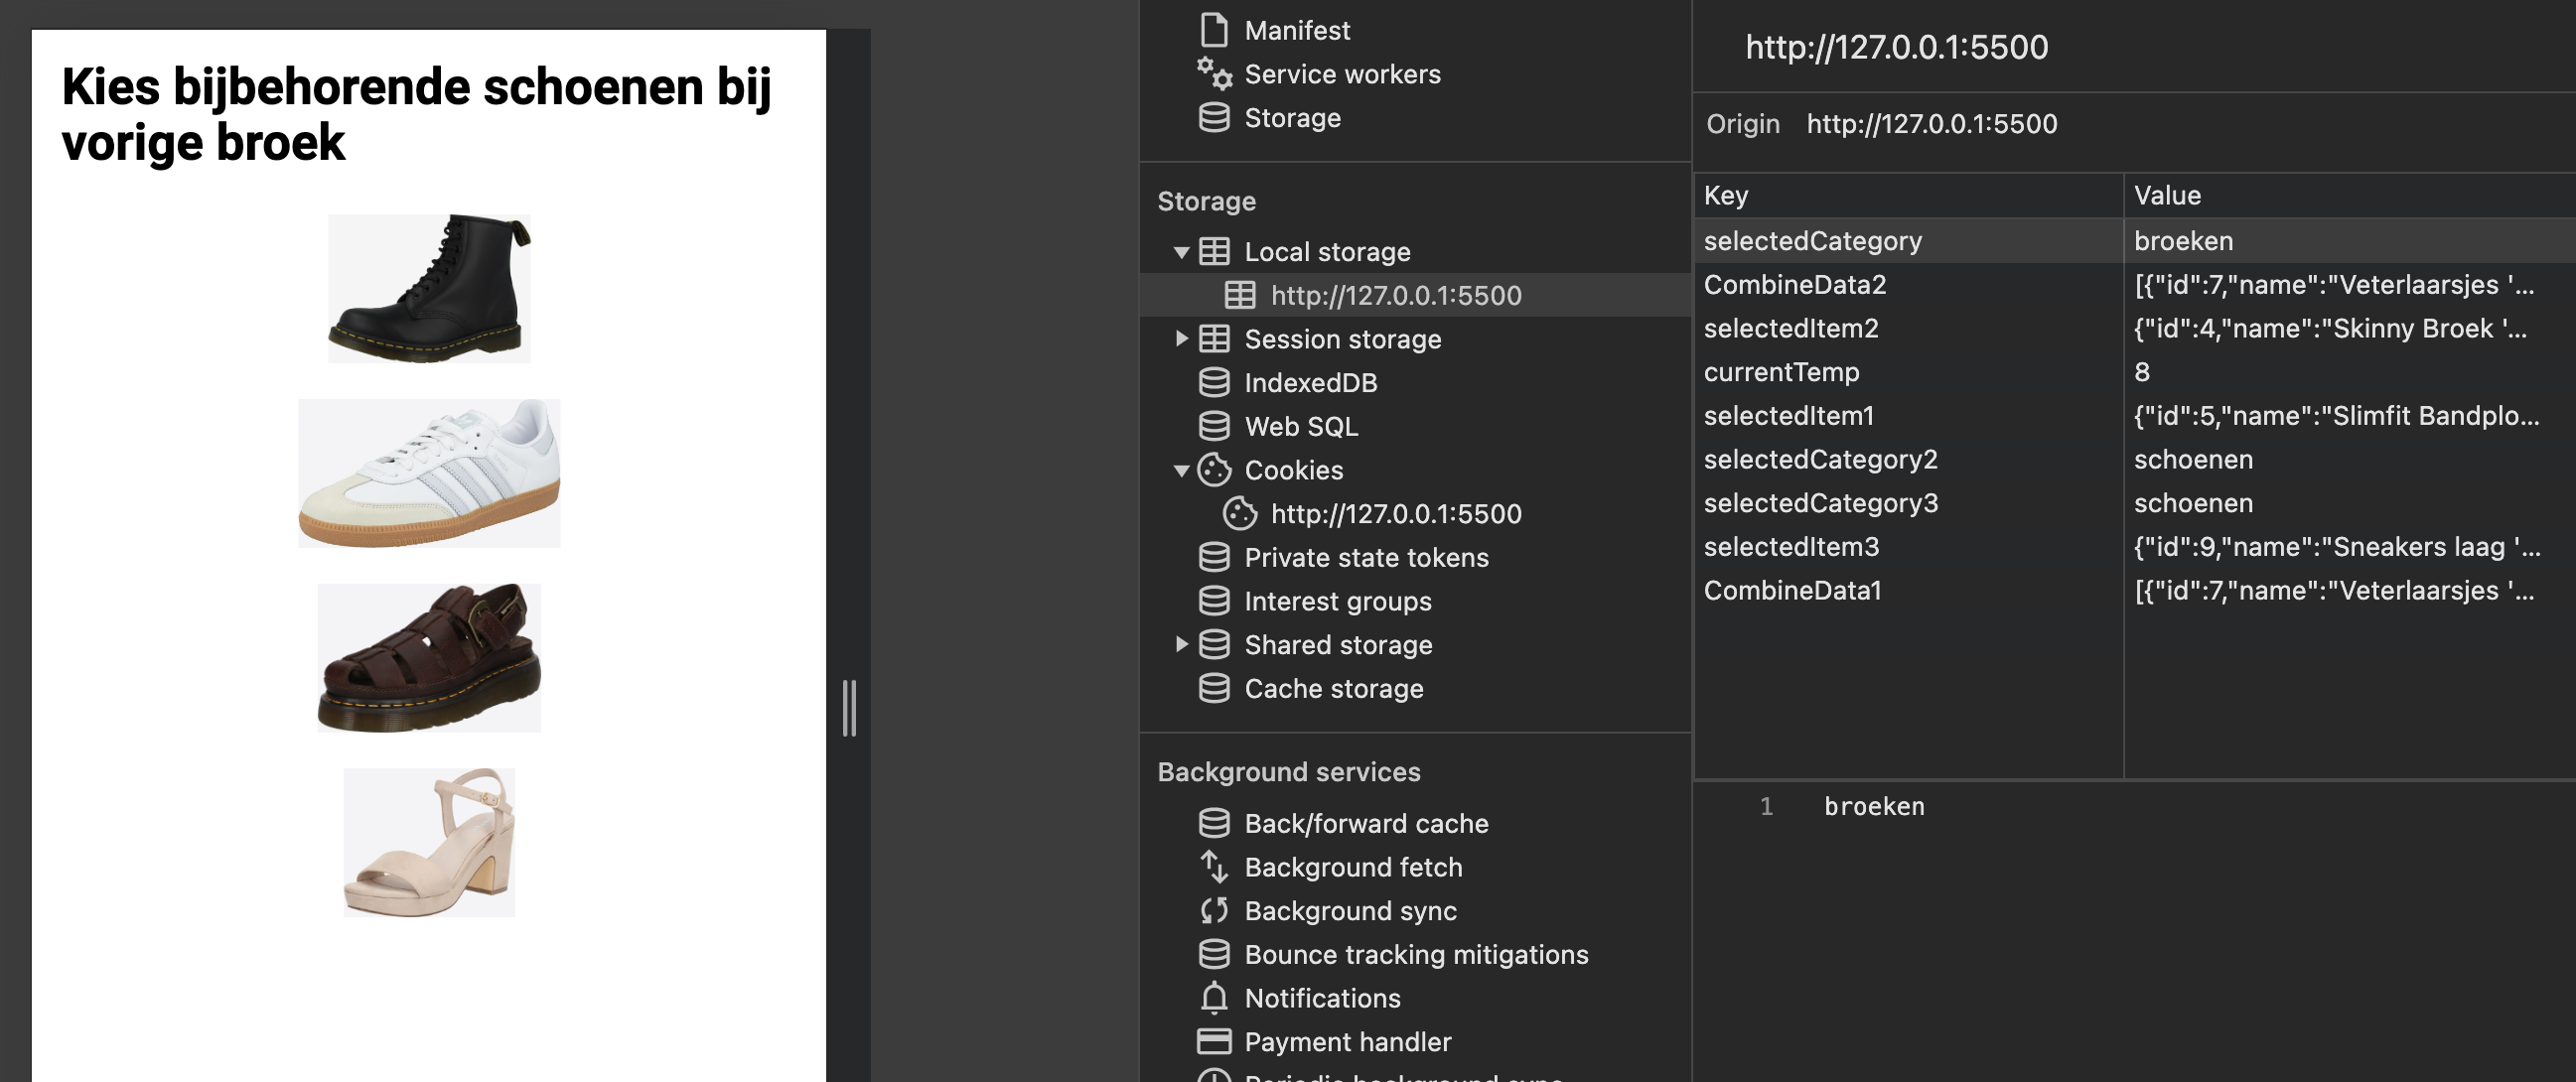 Kies bijbehorende schoenen bij
vorige broek
Manifest
Service workers
Storage
Storage
Local storage
http://127.0.0.1:5500
Session storage
IndexedDB
Web SQL
Cookies
http://127.0.0.1:5500
Private state tokens
Interest groups
Shared storage
Cache storage
Background services
Back/forward cache
Background fetch
Background sync
Bounce tracking mitigations
Notifications
Payment handler
Periodic background sync
http://127.0.0.1:5500
Origin http://127.0.0.1:5500
Key Value
selectedCategory broeken
CombineData2 [{"id":7,"name":"Veterlaarsjes '...
selectedItem2 {"id":4,"name":"Skinny Broek '...
currentTemp 8
selectedItem1 {"id":5,"name":"Slimfit Bandplo...
selectedCategory2 schoenen
selectedCategory3 schoenen
selectedItem3 {"id":9,"name":"Sneakers laag '...
CombineData1 [{"id":7,"name":"Veterlaarsjes '...
1 broeken